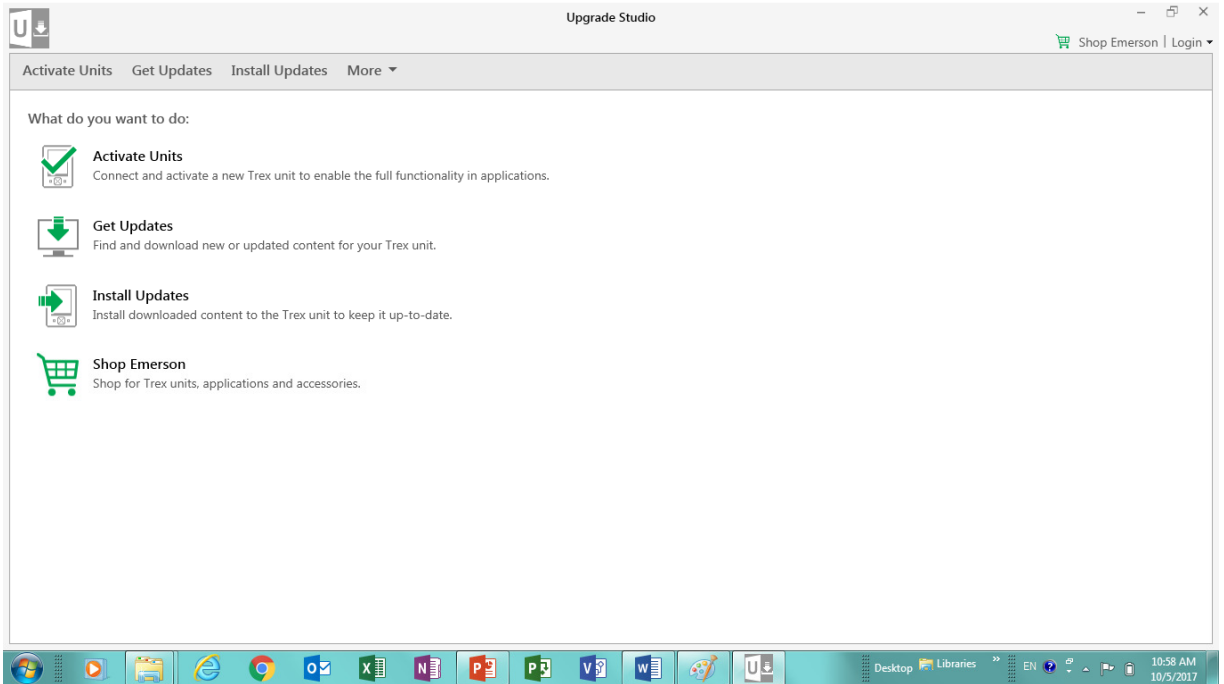 U
Upgrade Studio
Shop Emerson | Login
Activate Units Get Updates Install Updates More
What do you want to do:
Activate Units
Connect and activate a new Trex unit to enable the full functionality in applications.
Get Updates
Find and download new or updated content for your Trex unit.
Install Updates
Install downloaded content to the Trex unit to keep it up-to-date.
Shop Emerson
Shop for Trex units, applications and accessories.
Desktop Libraries » EN 10:58 AM
10/5/2017